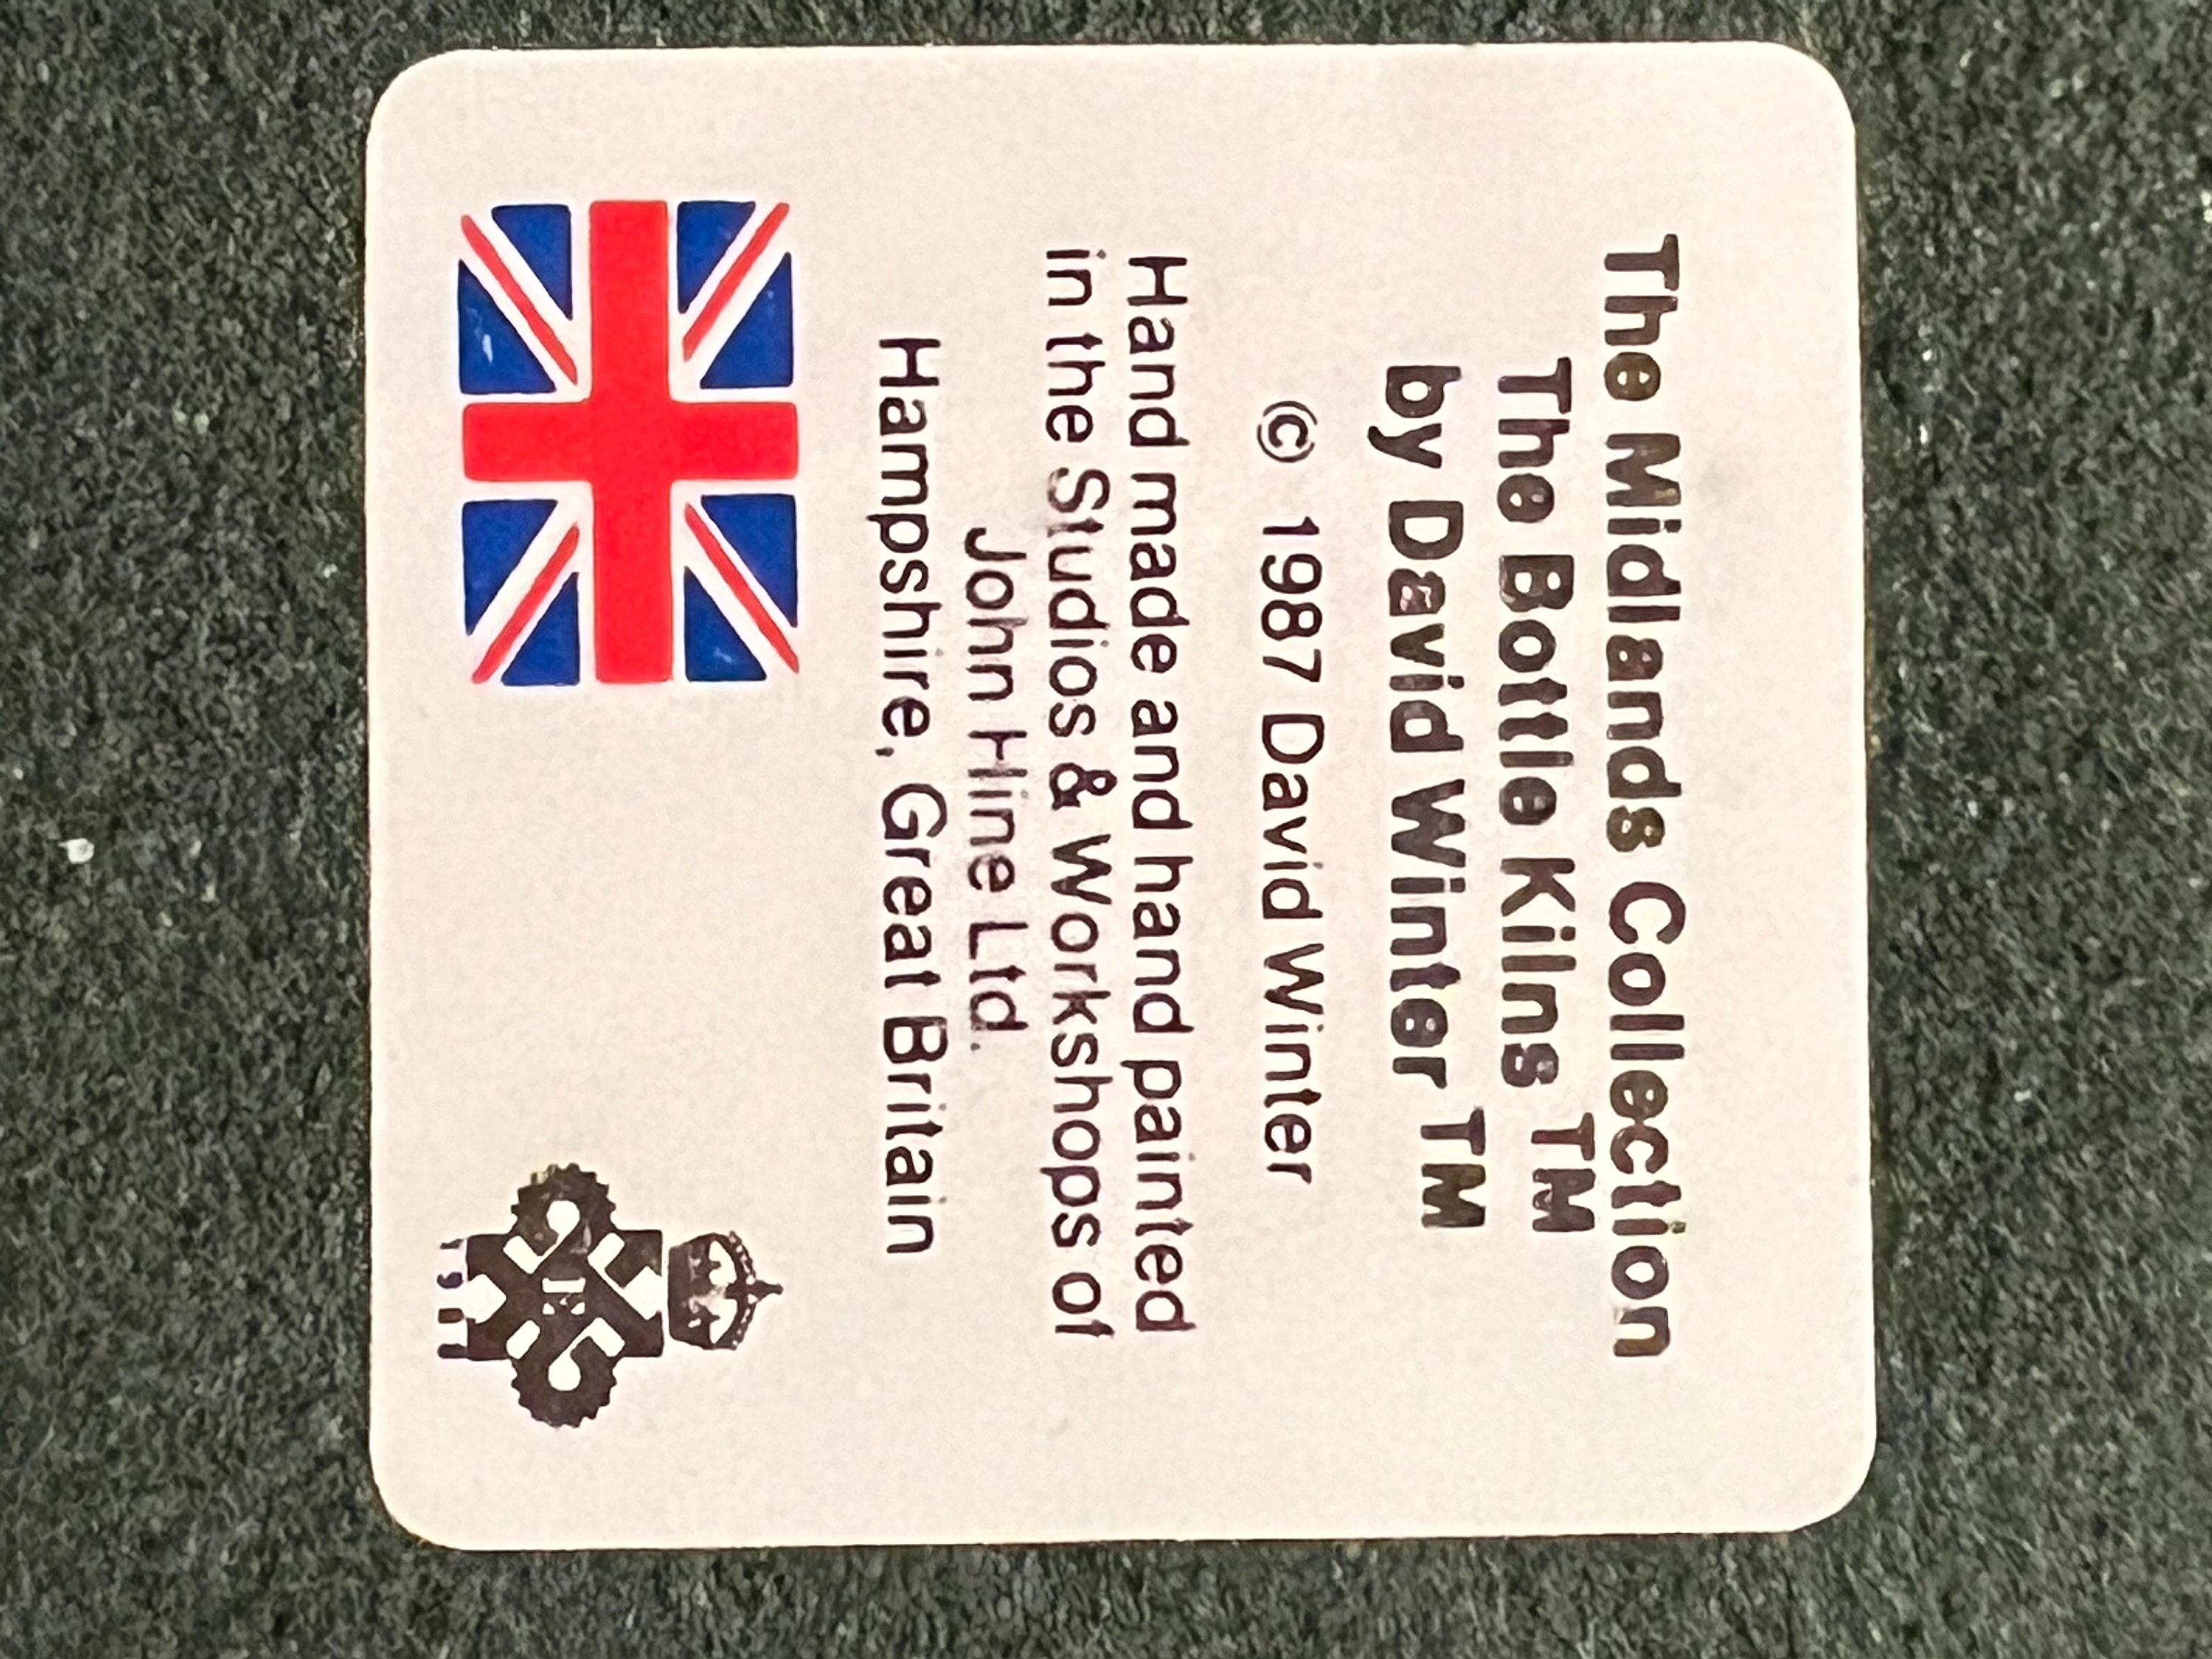 The Midlands Collection
The Bottle Kilns TM
by David Winter TM
© 1987 David Winter
Hand made and hand painted
in the Studios & Workshops of
John Hine Ltd.
Hampshire, Great Britain